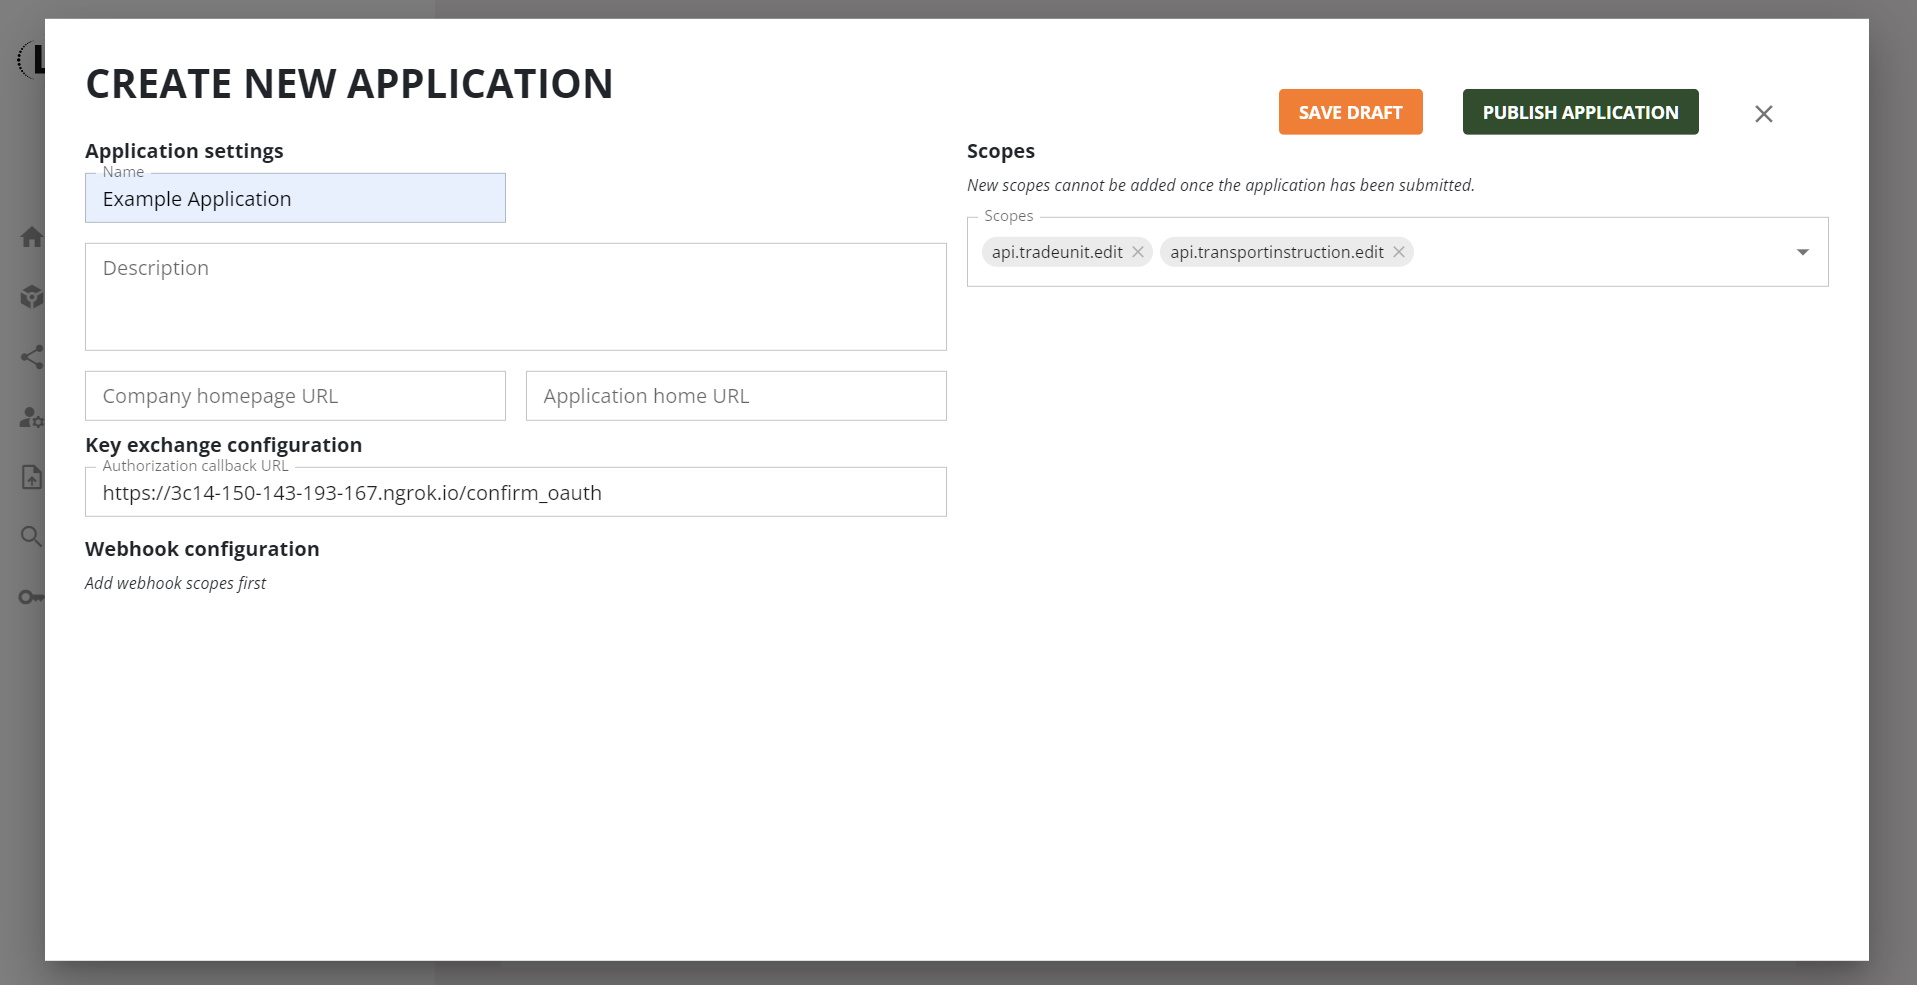 CREATE NEW APPLICATION
SAVE DRAFT
PUBLISH APPLICATION
Application settings
Name
Example Application
Description
Company homepage URL
Application home URL
Key exchange configuration
Authorization callback URL
https://3c14-150-143-193-167.ngrok.io/confirm_oauth
Webhook configuration
Add webhook scopes first
Scopes
New scopes cannot be added once the application has been submitted.
Scopes
api.tradeunit.edit
api.transportinstruction.edit